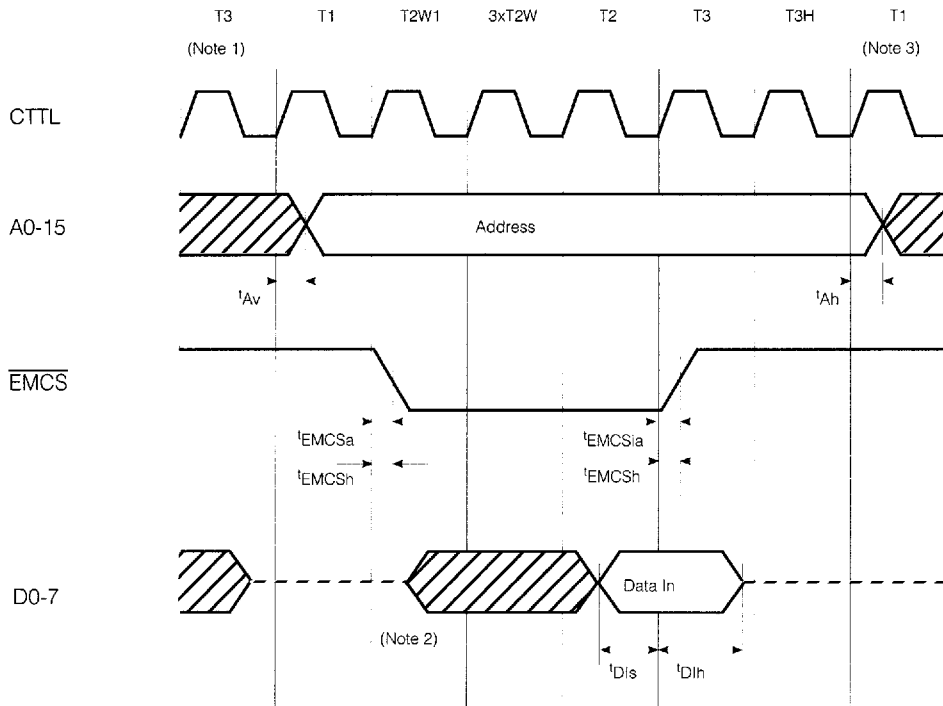 T3 T1 T2W1 3xT2W T2 T3 T3H T1
(Note 1) (Note 3)
CTTL
A0-15 Address
tAv tAh
EMCS
tEMCSa tEMCSia
tEMCSh tEMCSh
D0-7 Data In
(Note 2)
tDIs tDIh